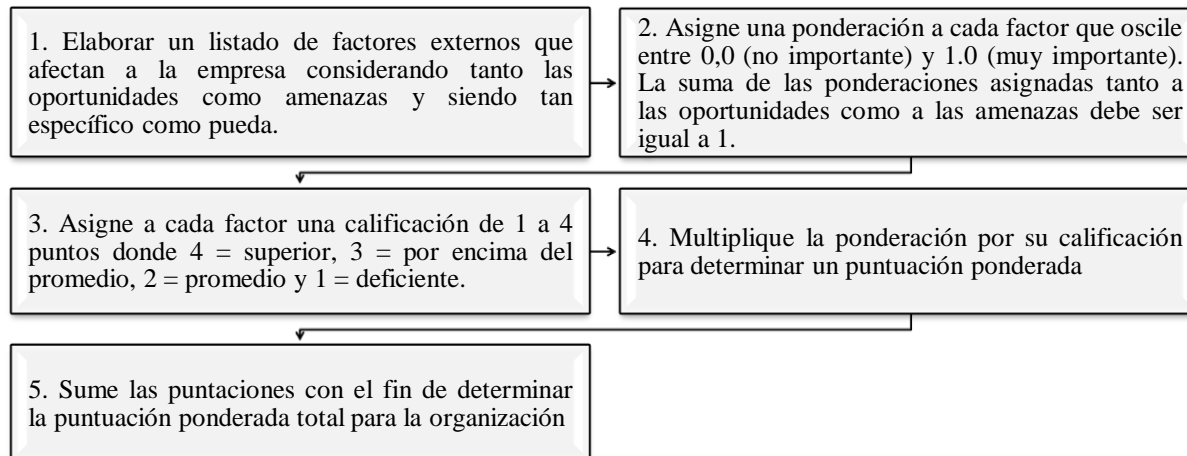 1. Elaborar un listado de factores externos que
afectan a la empresa considerando tanto las
oportunidades como amenazas y siendo tan
específico como pueda.
2. Asigne una ponderación a cada factor que oscile
entre 0,0 (no importante) y 1.0 (muy importante).
La suma de las ponderaciones asignadas tanto a
las oportunidades como a las amenazas debe ser
igual a 1.
3. Asigne a cada factor una calificación de 1 a 4
puntos donde 4 = superior, 3 = por encima del
promedio, 2 = promedio y 1 = deficiente.
4. Multiplique la ponderación por su calificación
para determinar un puntuación ponderada
5. Sume las puntaciones con el fin de determinar
la puntuación ponderada total para la organización